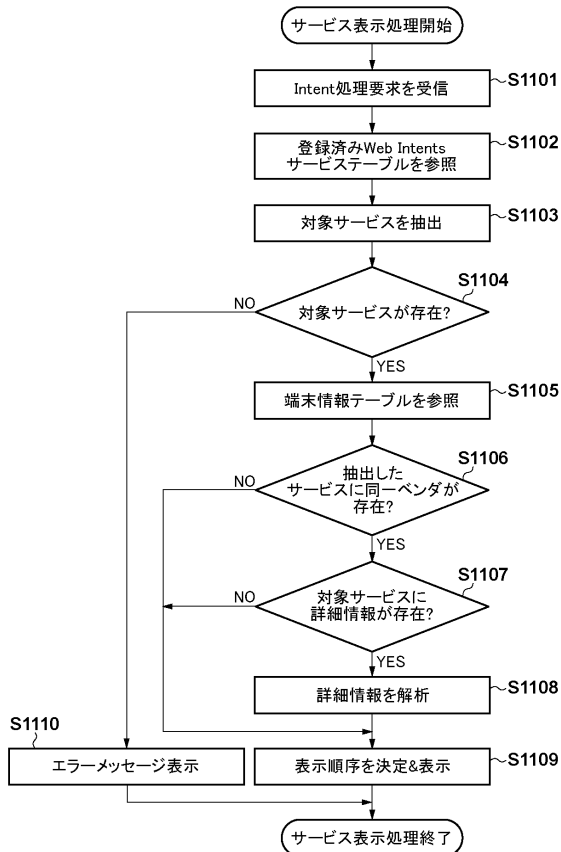 サービス表示処理開始
Intent処理要求を受信
S1101
登録済みWeb Intents
サービステーブルを参照
S1102
対象サービスを抽出
S1103
対象サービスが存在?
S1104
NO
YES
端末情報テーブルを参照
S1105
抽出した
サービスに同一ベンダが
存在?
S1106
NO
YES
対象サービスに
詳細情報が存在?
S1107
NO
YES
詳細情報を解析
S1108
S1110
エラーメッセージ表示
表示順序を決定&表示
S1109
サービス表示処理終了